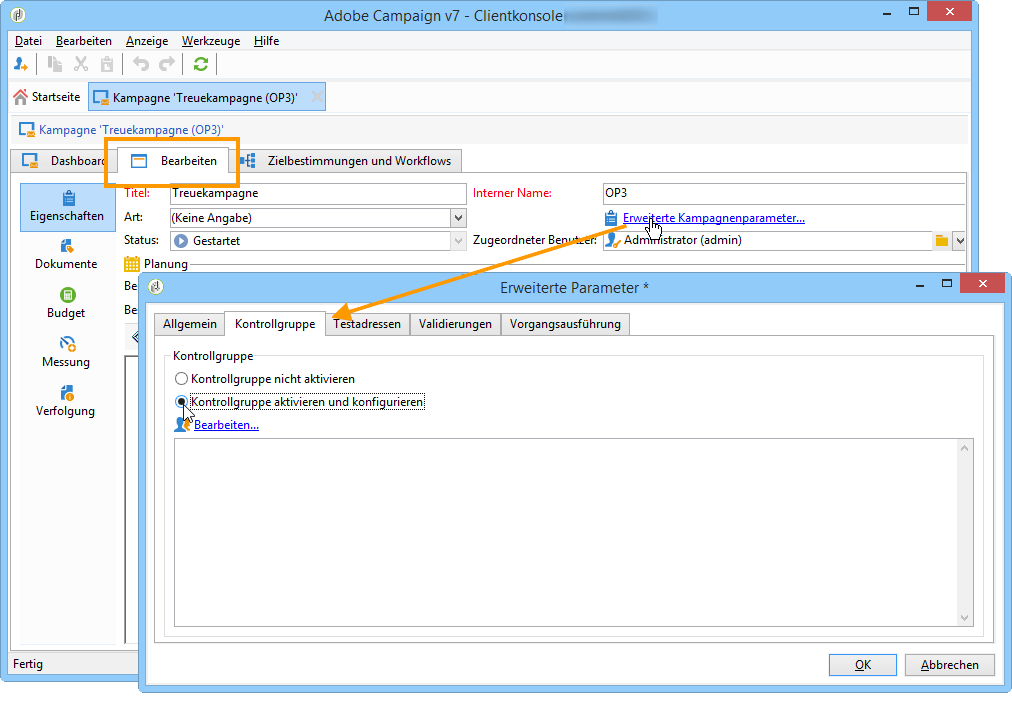 Adobe Campaign v7 - Clientkonsole
Datei Bearbeiten Anzeige Werkzeuge Hilfe
Startseite Kampagne 'Treuekampagne (OP3)'
Kampagne 'Treuekampagne (OP3)'
Dashboard Bearbeiten Zielbestimmungen und Workflows
Eigenschaften
Dokumente
Budget
Messung
Verfolgung
Titel: Treuekampagne Interner Name: OP3
Art: (Keine Angabe) Erweiterte Kampagnenparameter...
Status: Gestartet Zugeordneter Benutzer: Administrator (admin)
Planung
Be
Be
Erweiterte Parameter *
Allgemein Kontrollgruppe Testadressen Validierungen Vorgangsausführung
Kontrollgruppe
Kontrollgruppe nicht aktivieren
Kontrollgruppe aktivieren und konfigurieren
Bearbeiten...
OK Abbrechen
Fertig